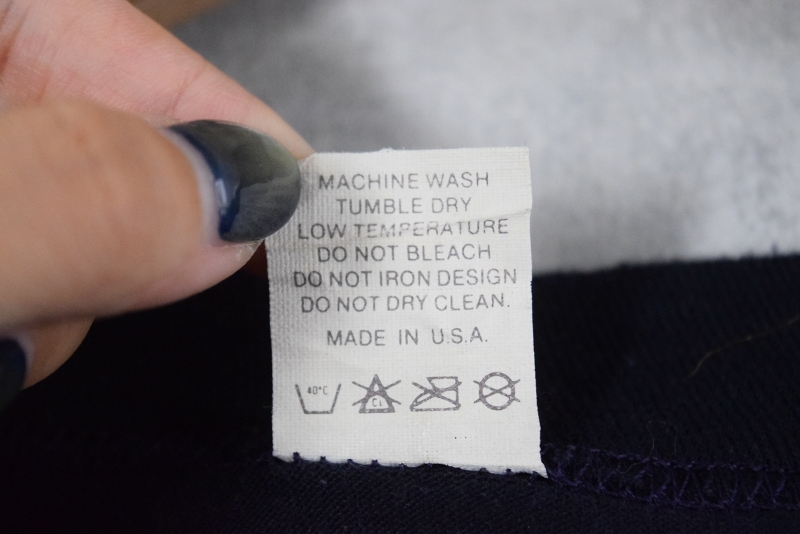 MACHINE WASH
TUMBLE DRY
LOW TEMPERATURE
DO NOT BLEACH
DO NOT IRON DESIGN
DO NOT DRY CLEAN.
MADE IN U.S.A.
40°C Cl